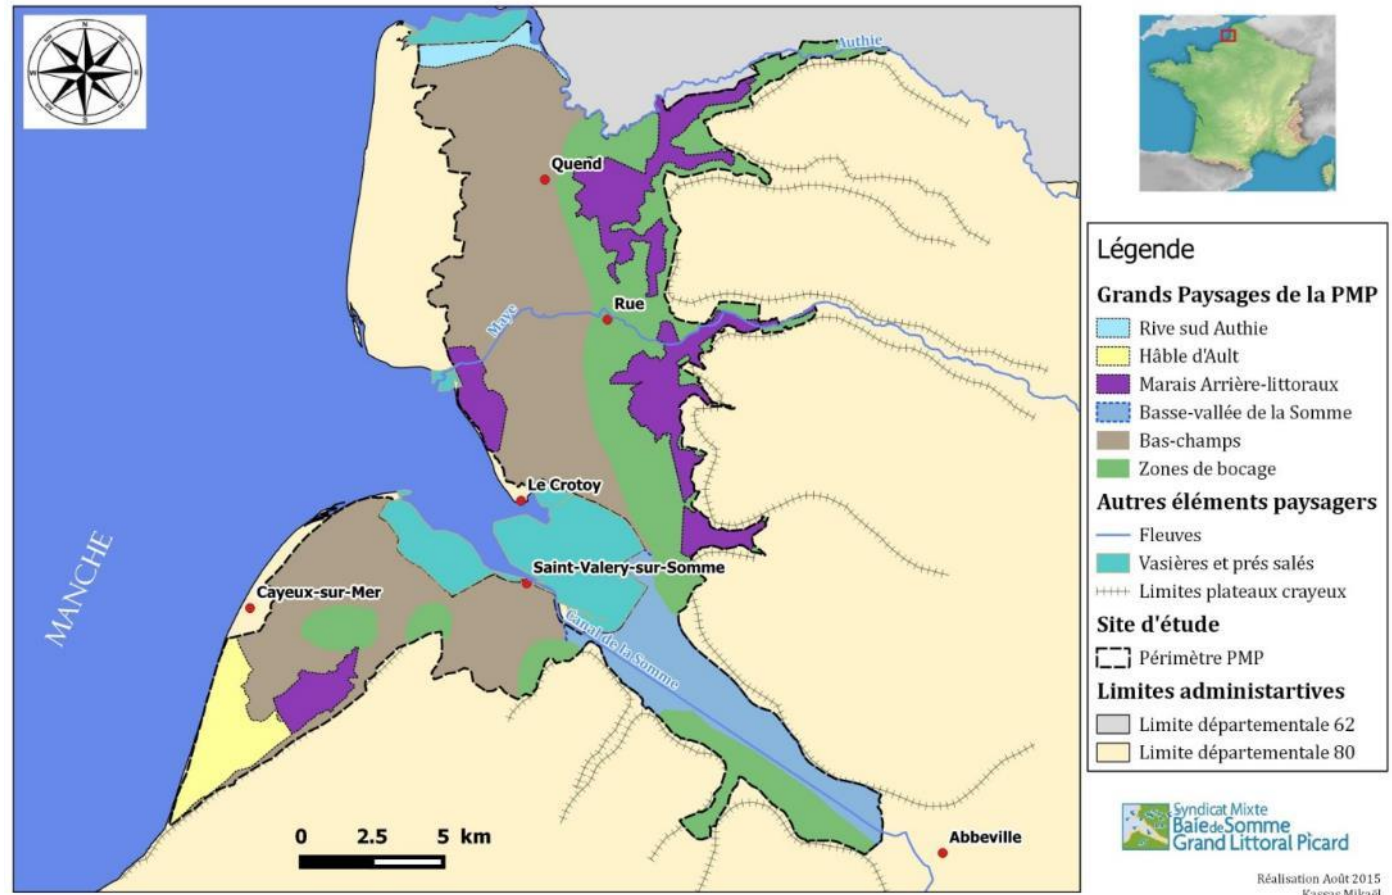 N
E
S
W
Authie
Quend
Rue
Maye
Le Crotoy
Saint-Valery-sur-Somme
Cayeux-sur-Mer
Canal de la Somme
MANCHE
Abbeville
0 2.5 5 km
Légende
Grands Paysages de la PMP
Rive sud Authie
Hâble d'Ault
Marais Arrière-littoraux
Basse-vallée de la Somme
Bas-champs
Zones de bocage
Autres éléments paysagers
Fleuves
Vasières et prés salés
Limites plateaux crayeux
Site d'étude
Périmètre PMP
Limites administartives
Limite départementale 62
Limite départementale 80
Syndicat Mixte
Baie de Somme
Grand Littoral Picard
Réalisation Août 2015
Kassas Mikaël